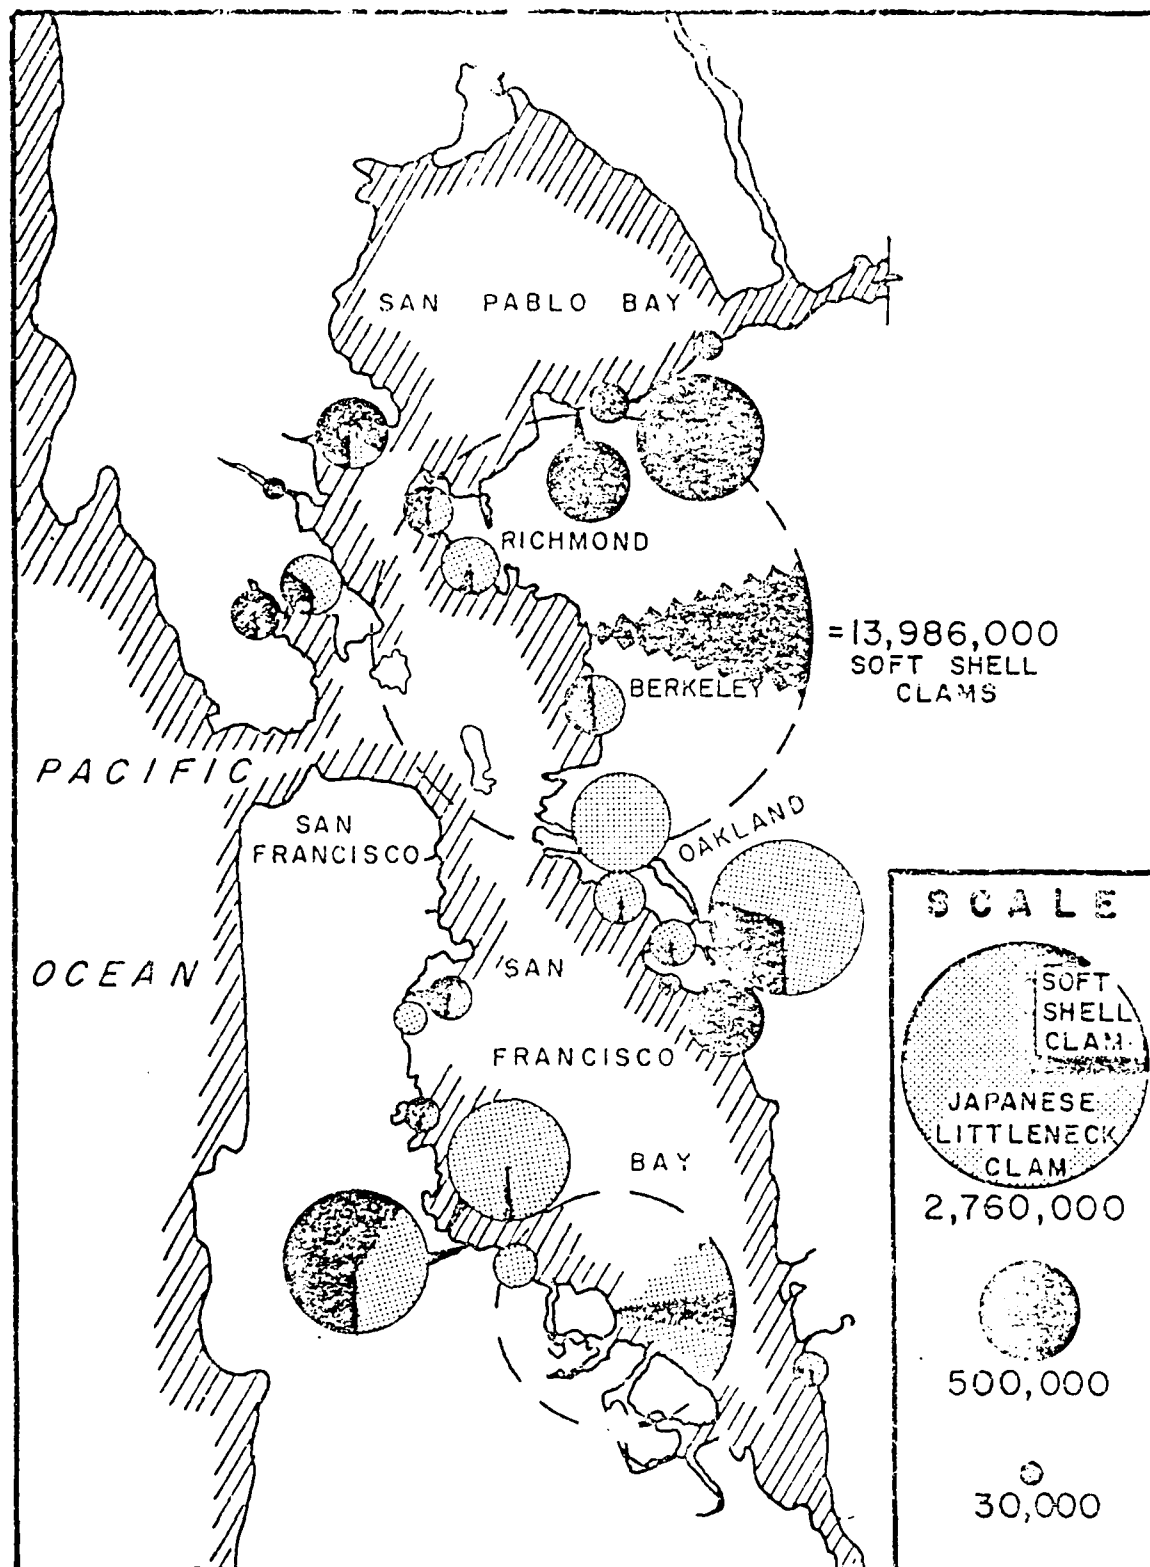 SAN PABLO BAY
RICHMOND
=13,986,000
SOFT SHELL
CLAMS
BERKELEY
PACIFIC
SAN
FRANCISCO
OAKLAND
OCEAN
SAN
FRANCISCO
BAY
SCALE
SOFT
SHELL
CLAM
JAPANESE
LITTLENECK
CLAM
2,760,000
500,000
30,000